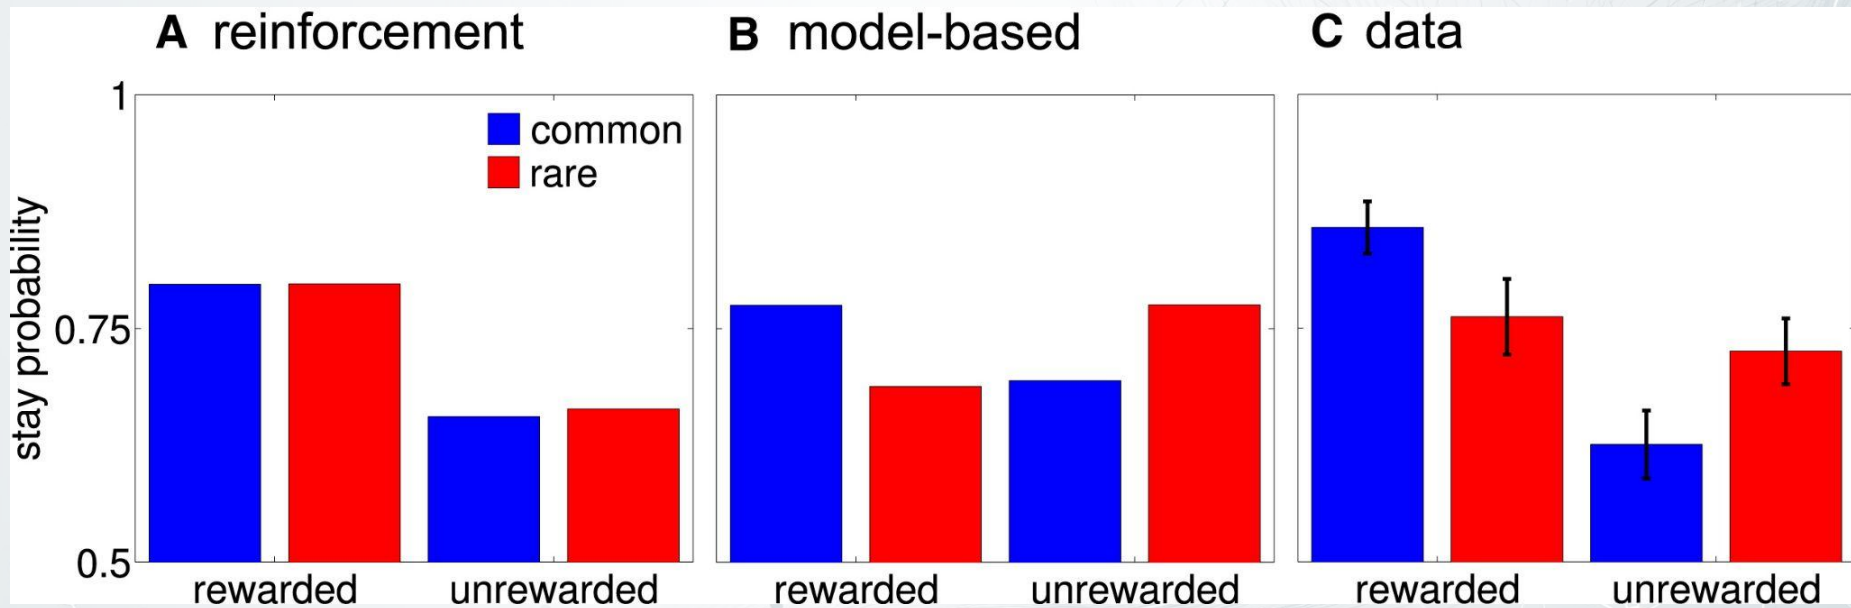 A reinforcement
B model-based
C data
1
0.75
0.5
stay probability
common
rare
rewarded unrewarded
rewarded unrewarded
rewarded unrewarded